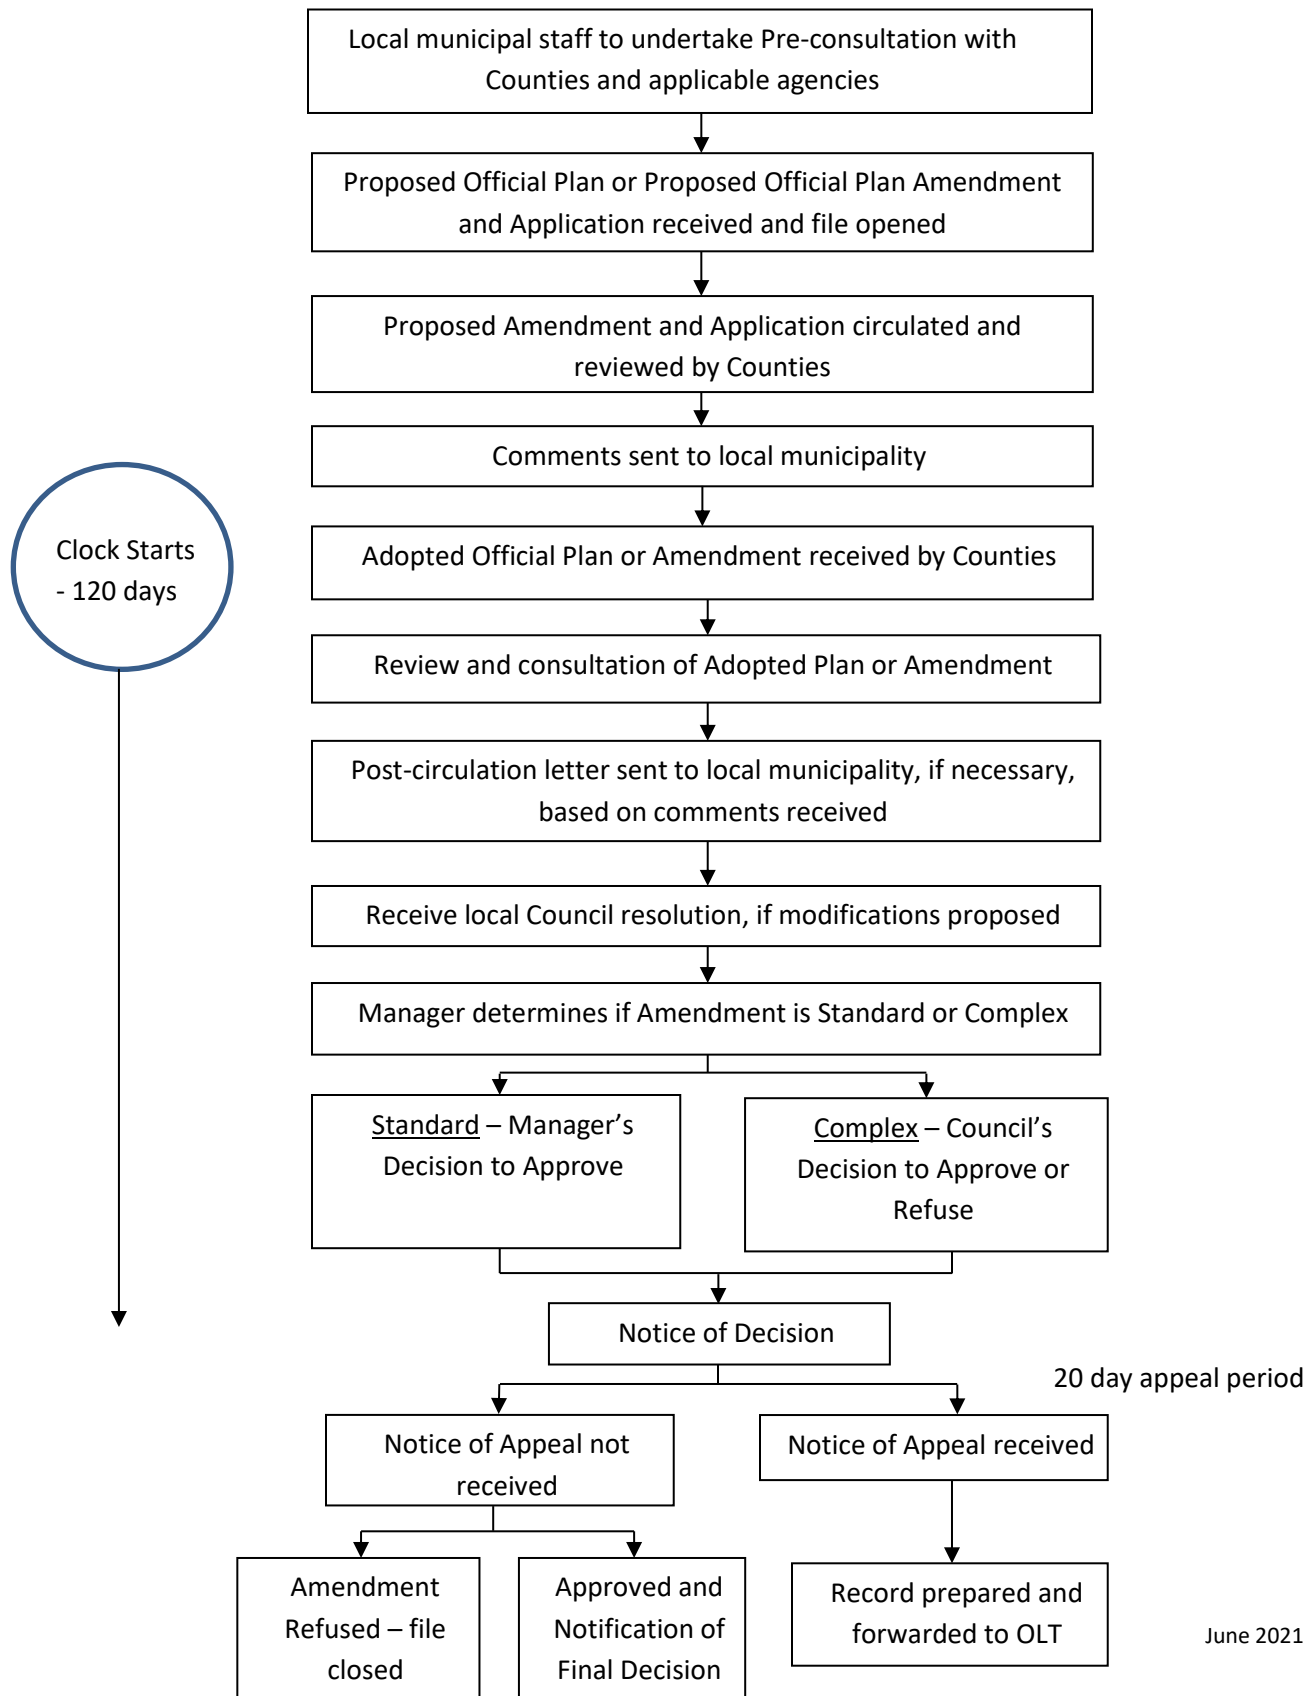 Local municipal staff to undertake Pre-consultation with
Counties and applicable agencies
Proposed Official Plan or Proposed Official Plan Amendment
and Application received and file opened
Proposed Amendment and Application circulated and
reviewed by Counties
Comments sent to local municipality
Clock Starts
- 120 days
Adopted Official Plan or Amendment received by Counties
Review and consultation of Adopted Plan or Amendment
Post-circulation letter sent to local municipality, if necessary,
based on comments received
Receive local Council resolution, if modifications proposed
Manager determines if Amendment is Standard or Complex
Standard – Manager’s
Decision to Approve
Complex – Council’s
Decision to Approve or
Refuse
Notice of Decision
20 day appeal period
Notice of Appeal not
received
Notice of Appeal received
Amendment
Refused – file
closed
Approved and
Notification of
Final Decision
Record prepared and
forwarded to OLT
June 2021